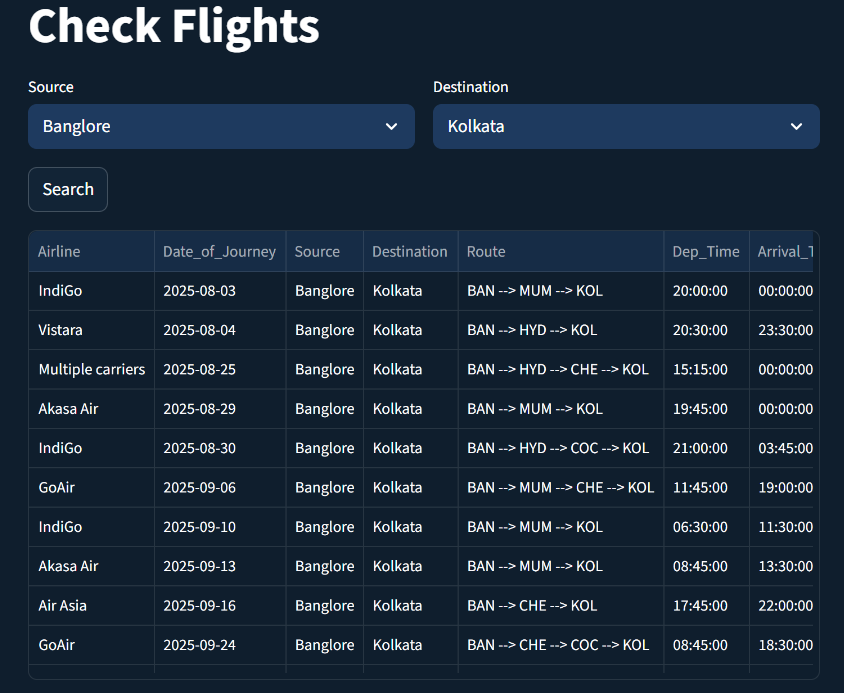 Check Flights
Source Destination
Banglore Kolkata
Search
Airline Date_of_Journey Source Destination Route Dep_Time Arrival_T
IndiGo 2025-08-03 Banglore Kolkata BAN --> MUM --> KOL 20:00:00 00:00:00
Vistara 2025-08-04 Banglore Kolkata BAN --> HYD --> KOL 20:30:00 23:30:00
Multiple carriers 2025-08-25 Banglore Kolkata BAN --> HYD --> CHE --> KOL 15:15:00 00:00:00
Akasa Air 2025-08-29 Banglore Kolkata BAN --> MUM --> KOL 19:45:00 00:00:00
IndiGo 2025-08-30 Banglore Kolkata BAN --> HYD --> COC --> KOL 21:00:00 03:45:00
GoAir 2025-09-06 Banglore Kolkata BAN --> MUM --> CHE --> KOL 11:45:00 19:00:00
IndiGo 2025-09-10 Banglore Kolkata BAN --> MUM --> KOL 06:30:00 11:30:00
Akasa Air 2025-09-13 Banglore Kolkata BAN --> MUM --> KOL 08:45:00 13:30:00
Air Asia 2025-09-16 Banglore Kolkata BAN --> CHE --> KOL 17:45:00 22:00:00
GoAir 2025-09-24 Banglore Kolkata BAN --> CHE --> COC --> KOL 08:45:00 18:30:00